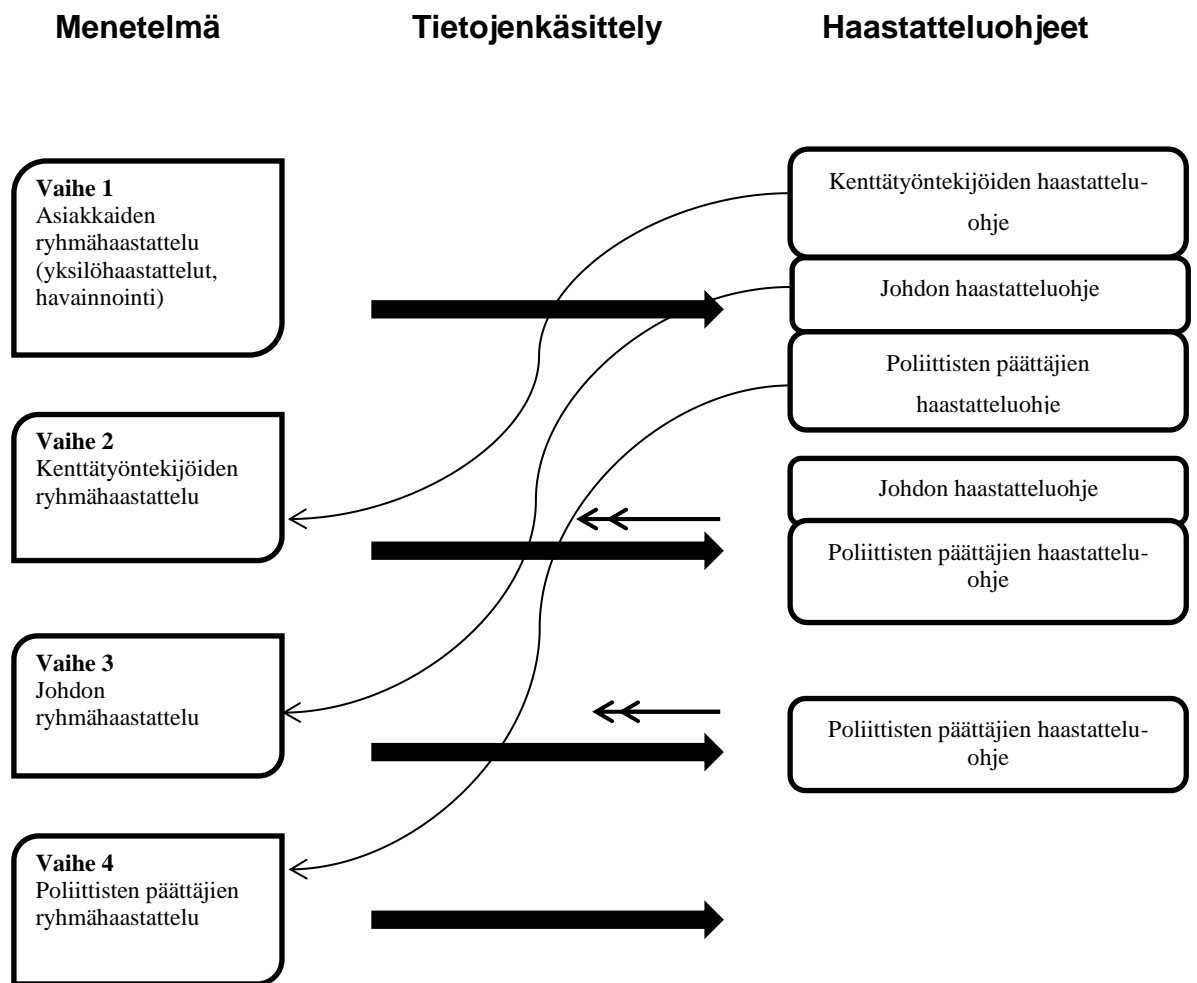 Menetelmä
Tietojenkäsittely
Haastatteluohjeet
Vaihe 1
Asiakkaiden
ryhmähaastattelu
(yksilöhaastattelut,
havainnointi)
Kenttätyöntekijöiden haastattelu-
ohje
Johdon haastatteluohje
Poliittisten päättäjien
haastatteluohje
Vaihe 2
Kenttätyöntekijöiden
ryhmähaastattelu
Johdon haastatteluohje
Poliittisten päättäjien haastattelu-
ohje
Vaihe 3
Johdon
ryhmähaastattelu
Poliittisten päättäjien haastattelu-
ohje
Vaihe 4
Poliittisten päättäjien
ryhmähaastattelu